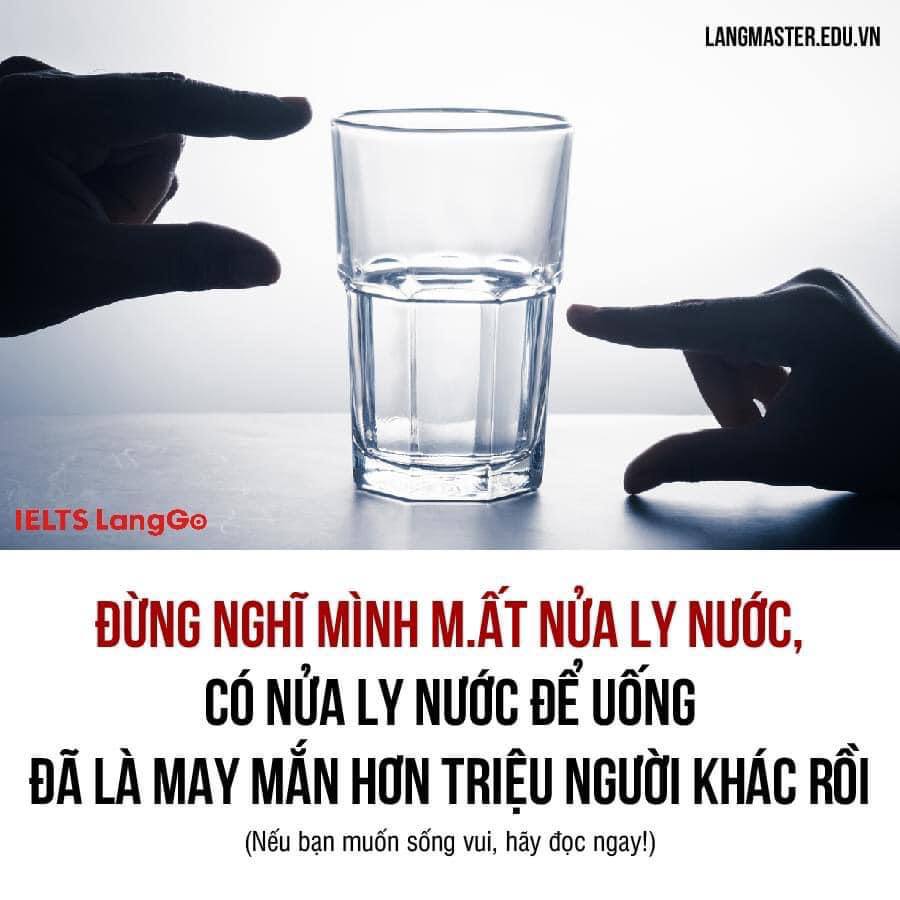 LANGMASTER.EDU.VN
IELTS LangGo
ĐỪNG NGHĨ MÌNH M.ẤT NỬA LY NƯỚC,
CÓ NỬA LY NƯỚC ĐỂ UỐNG
ĐÃ LÀ MAY MẮN HƠN TRIỆU NGƯỜI KHÁC RỒI
(Nếu bạn muốn sống vui, hãy đọc ngay!)